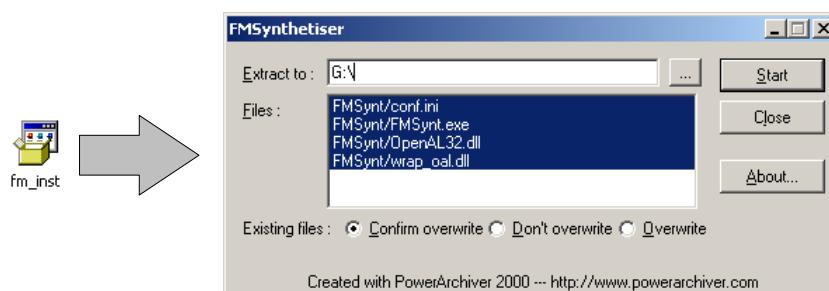 FMSynthetiser
Extract to : G:\
...
Start
Files :
FMSynt/conf.ini
FMSynt/FMSynt.exe
FMSynt/OpenAL32.dll
FMSynt/wrap_oal.dll
Close
About...
fm_inst
Existing files : Confirm overwrite Don't overwrite Overwrite
Created with PowerArchiver 2000 --- http://www.powerarchiver.com